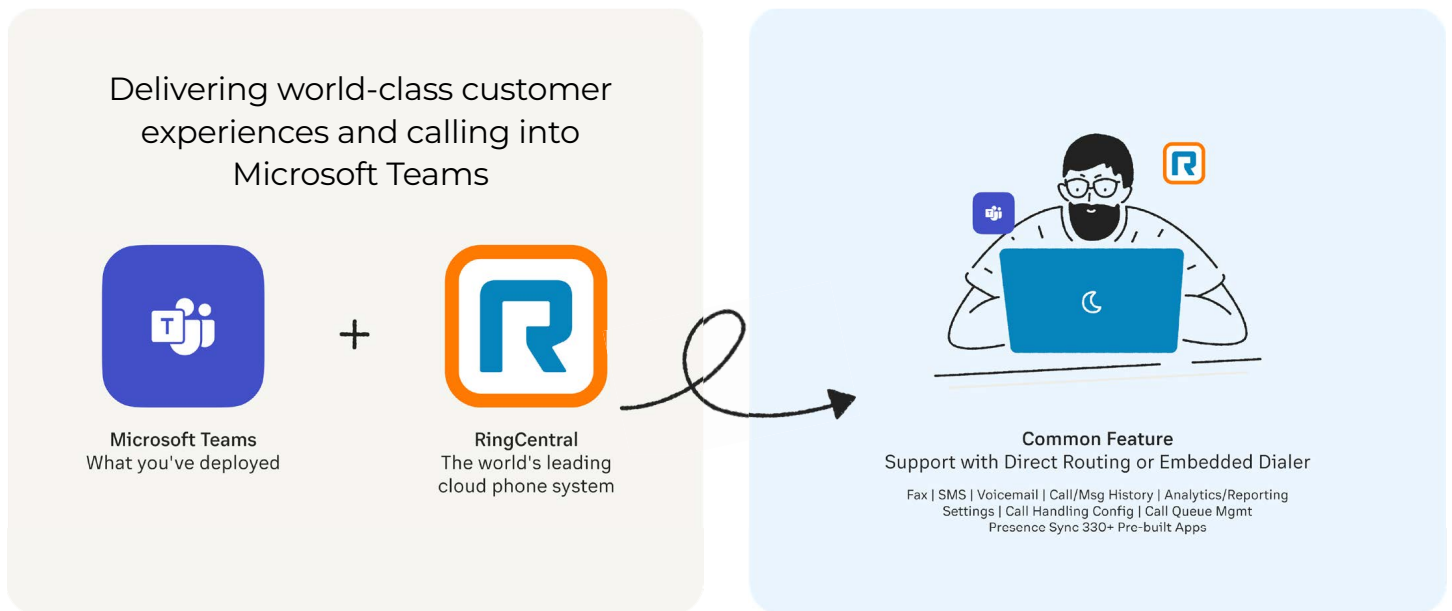 Delivering world-class customer
experiences and calling into
Microsoft Teams
T
R
Microsoft Teams
What you've deployed
+
RingCentral
The world's leading
cloud phone system
T
R
Common Feature
Support with Direct Routing or Embedded Dialer
Fax | SMS | Voicemail | Call/Msg History | Analytics/Reporting
Settings | Call Handling Config | Call Queue Mgmt
Presence Sync 330+ Pre-built Apps